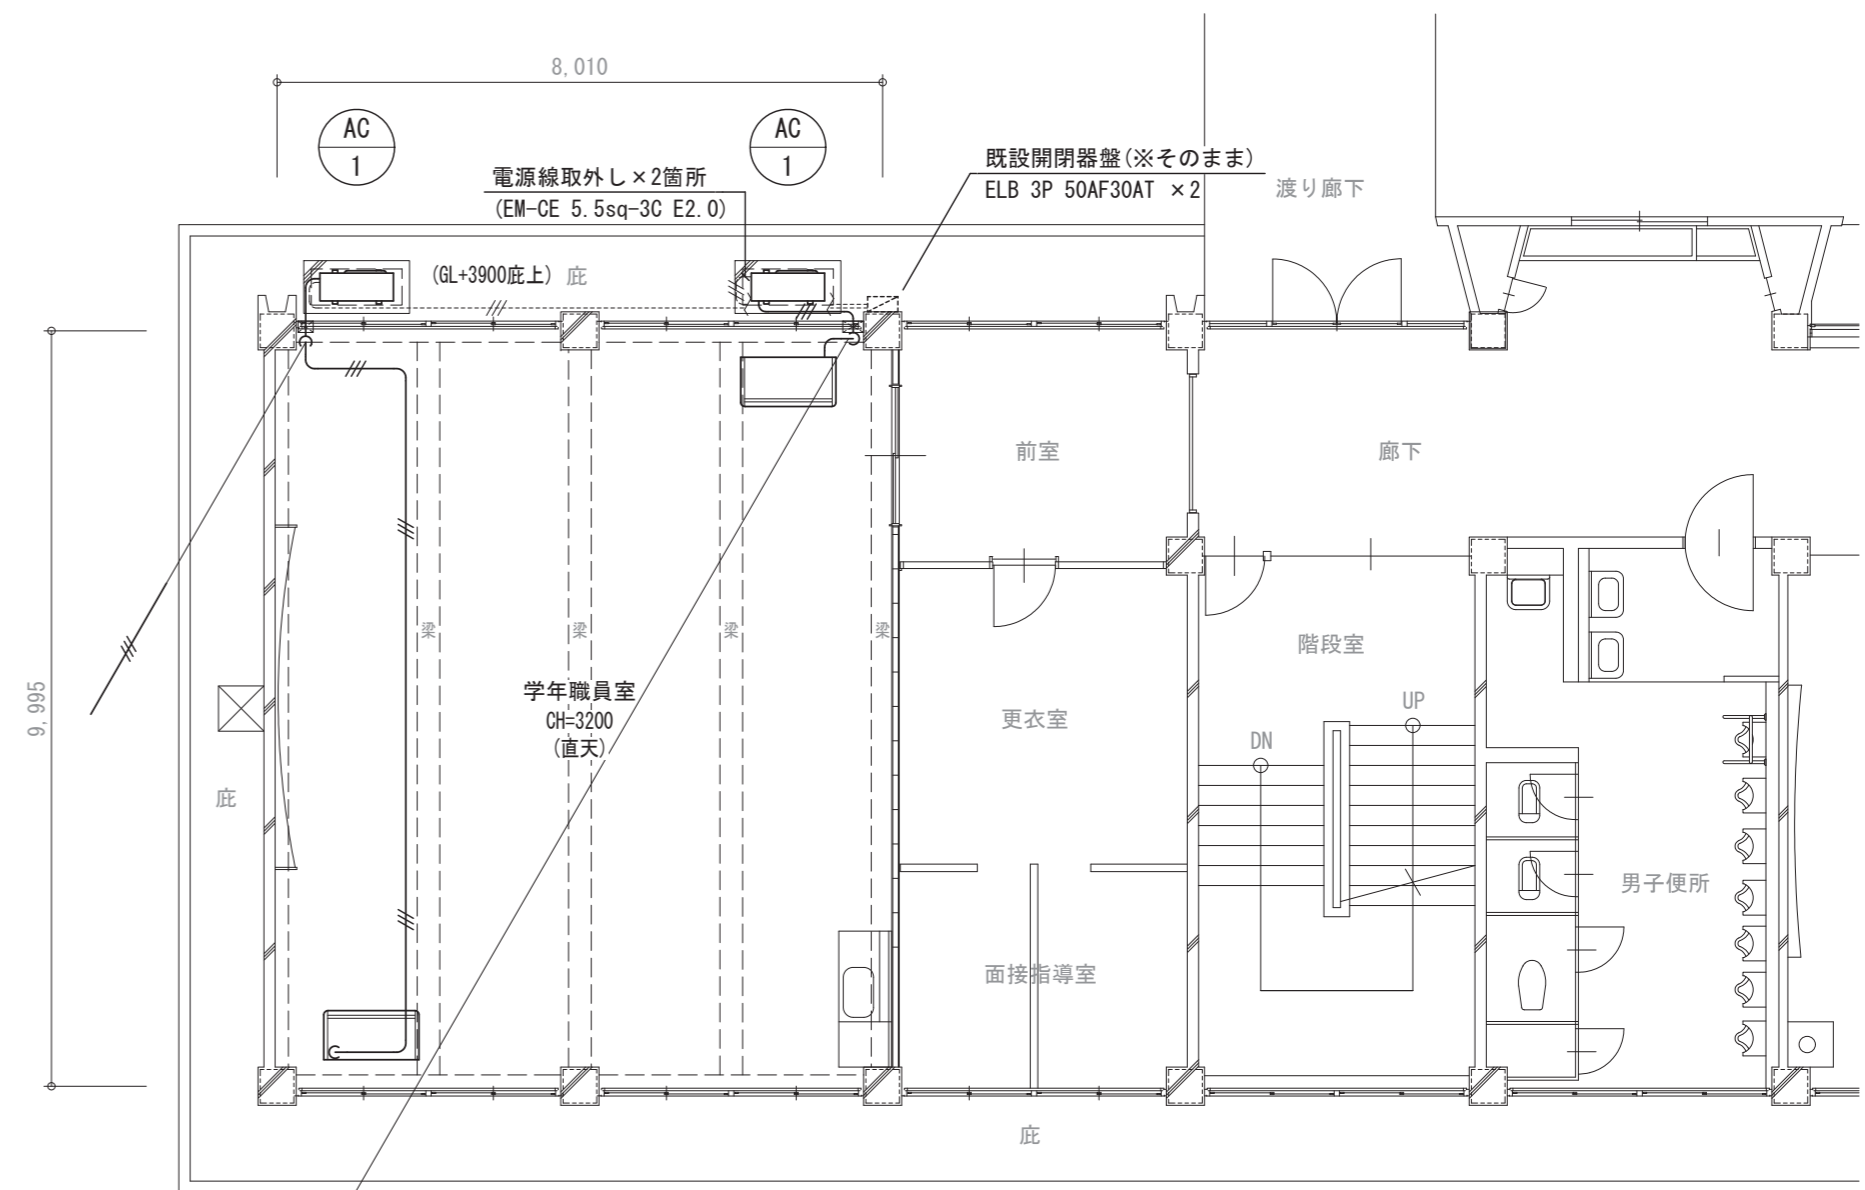 8,010
AC
1
AC
1
電源線取外し×2箇所
(EM-CE 5.5sq-3C E2.0)
既設開閉器盤(※そのまま)
ELB 3P 50AF30AT ×2
渡り廊下
(GL+3900庇上)
庇
前室
廊下
梁
梁
梁
梁
階段室
9,995
学年職員室
CH=3200
(直天)
更衣室
UP
DN
庇
男子便所
面接指導室
庇